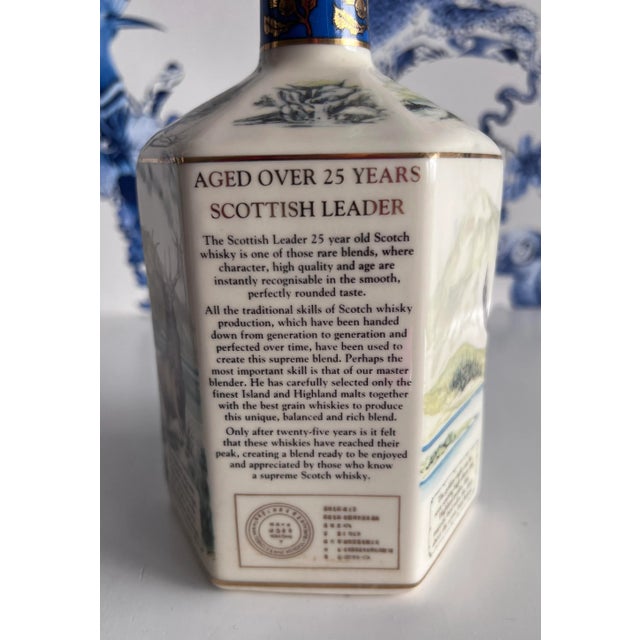 AGED OVER 25 YEARS
SCOTTISH LEADER
The Scottish Leader 25 year old Scotch
whisky is one of those rare blends, where
character, high quality and age are
instantly recognisable in the smooth,
perfectly rounded taste.
All the traditional skills of Scotch whisky
production, which have been handed
down from generation to generation and
perfected over time, have been used to
create this supreme blend. Perhaps the
most important skill is that of our master
blender. He has carefully selected only the
finest Island and Highland malts together
with the best grain whiskies to produce
this unique, balanced and rich blend.
Only after twenty-five years is it felt
that these whiskies have reached their
peak, creating a blend ready to be enjoyed
and appreciated by those who know
a supreme Scotch whisky.